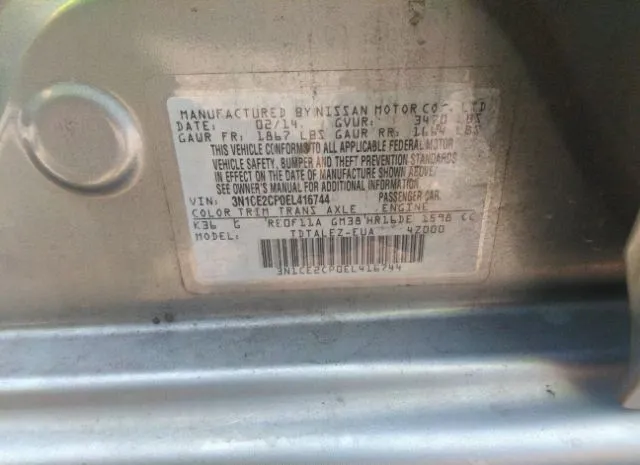 MANUFACTURED BY NISSAN MOTOR CO., LTD
DATE: 02/14 GVWR: 3470 LBS
GAWR FR: 1867 LBS GAWR RR: 1664 LBS
THIS VEHICLE CONFORMS TO ALL APPLICABLE FEDERAL MOTOR
VEHICLE SAFETY, BUMPER AND THEFT PREVENTION STANDARDS
IN EFFECT ON THE DATE OF MANUFACTURE SHOWN ABOVE.
SEE OWNER'S MANUAL FOR ADDITIONAL INFORMATION.
VIN: 3N1CE2CP0EL416744 PASSENGER CAR.
COLOR TRIM TRANS AXLE ENGINE
K36 G RE0F11A GM38 HR16DE 1598 CC
MODEL: TDTALEZ-EUA 4Z000
3N1CE2CP0EL416744